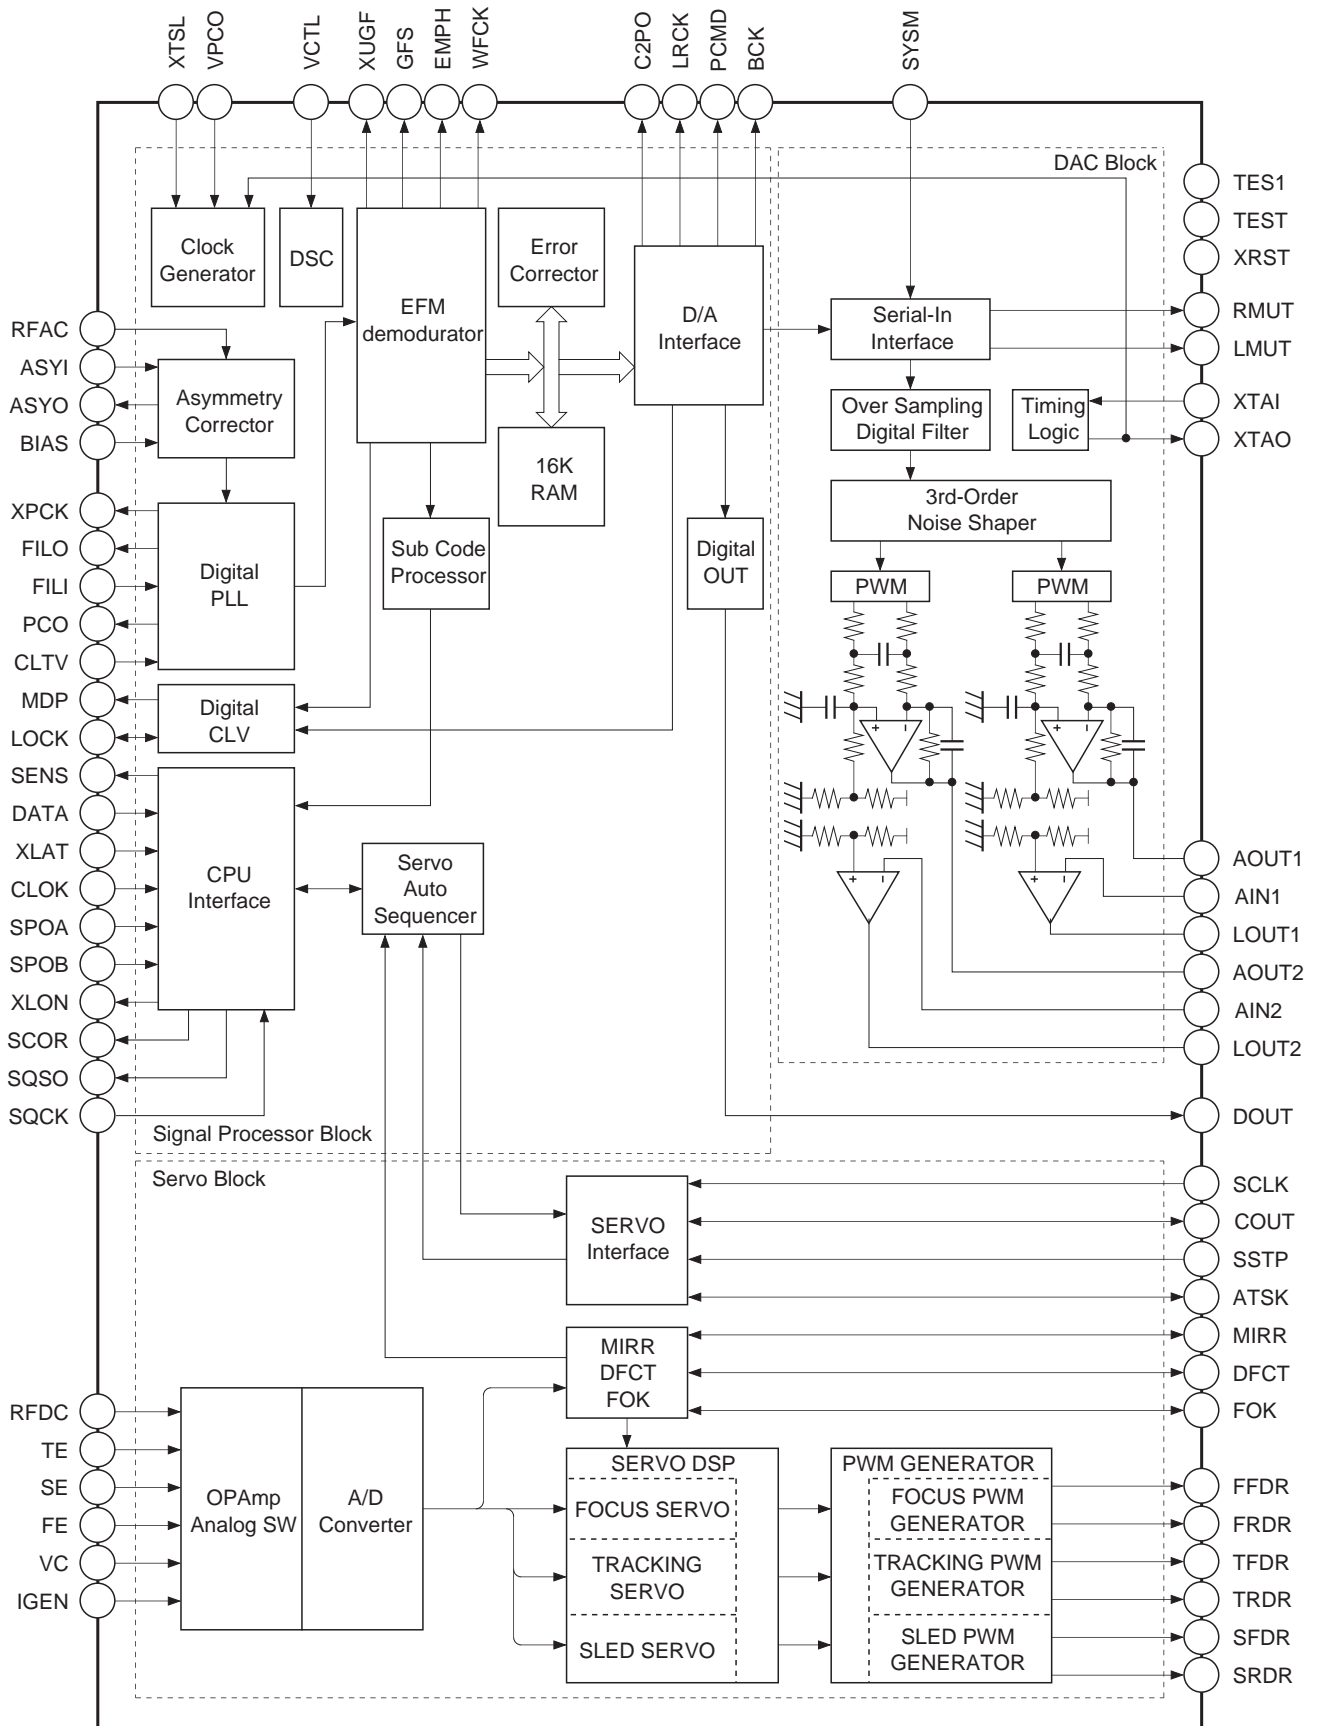 XTSL
VPCO
VCTL
XUGF
GFS
EMPH
WFCK
C2PO
LRCK
PCMD
BCK
SYSM
DAC Block
TES1
TEST
XRST
RMUT
LMUT
XTAI
XTAO
Clock
Generator
DSC
EFM
demodurator
Error
Corrector
D/A
Interface
Serial-In
Interface
RFAC
ASYI
ASYO
BIAS
Asymmetry
Corrector
16K
RAM
Over Sampling
Digital Filter
Timing
Logic
3rd-Order
Noise Shaper
XPCK
FILO
FILI
PCO
CLTV
Digital
PLL
Sub Code
Processor
Digital
OUT
PWM
PWM
MDP
LOCK
Digital
CLV
+
−
+
−
SENS
DATA
XLAT
CLOK
SPOA
SPOB
XLON
SCOR
SQSO
SQCK
CPU
Interface
Servo
Auto
Sequencer
+
−
+
−
AOUT1
AIN1
LOUT1
AOUT2
AIN2
LOUT2
DOUT
Signal Processor Block
Servo Block
SERVO
Interface
SCLK
COUT
SSTP
ATSK
MIRR
DFCT
FOK
MIRR
DFCT
FOK
RFDC
TE
SE
FE
VC
IGEN
OPAmp
Analog SW
A/D
Converter
SERVO DSP
FOCUS SERVO
TRACKING
SERVO
SLED SERVO
PWM GENERATOR
FOCUS PWM
GENERATOR
TRACKING PWM
GENERATOR
SLED PWM
GENERATOR
FFDR
FRDR
TFDR
TRDR
SFDR
SRDR